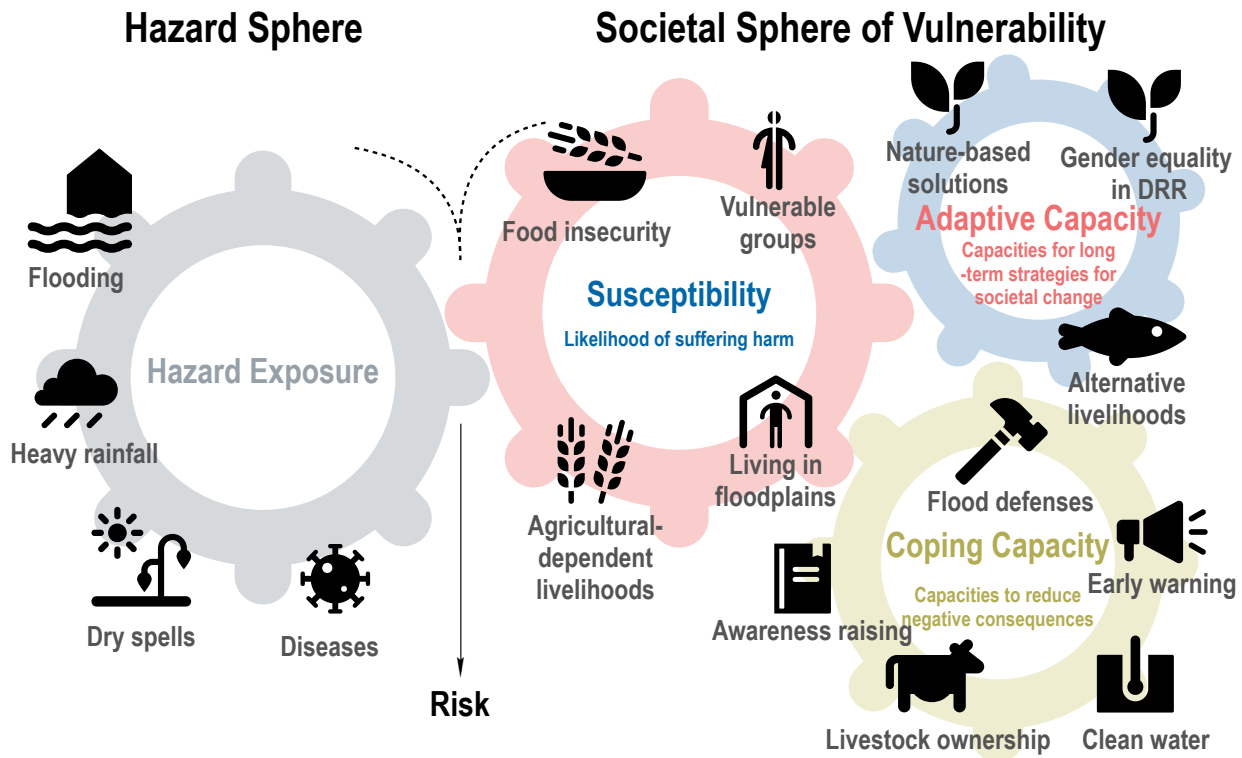 Hazard Sphere
Societal Sphere of Vulnerability
Flooding
Heavy rainfall
Hazard Exposure
Dry spells
Diseases
Risk
Food insecurity
Vulnerable
groups
Susceptibility
Likelihood of suffering harm
Agricultural-
dependent
livelihoods
Living in
floodplains
Nature-based
solutions
Gender equality
in DRR
Adaptive Capacity
Capacities for long
-term strategies for
societal change
Alternative
livelihoods
Flood defenses
Coping Capacity
Capacities to reduce
negative consequences
Early warning
Awareness raising
Livestock ownership
Clean water